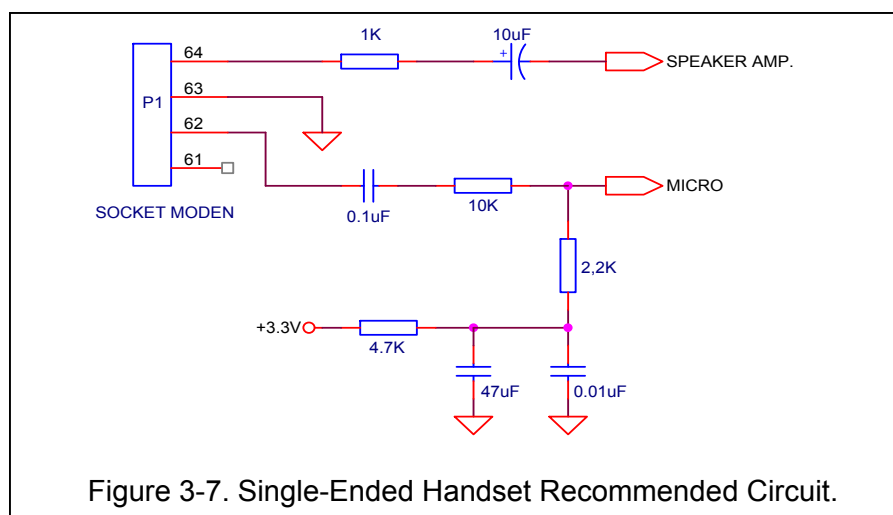 1K
10uF
+
64
SPEAKER AMP.
63
P1
62
61
MICRO
0.1uF
10K
SOCKET MODEN
2,2K
+3.3V
4.7K
47uF
0.01uF
Figure 3-7. Single-Ended Handset Recommended Circuit.